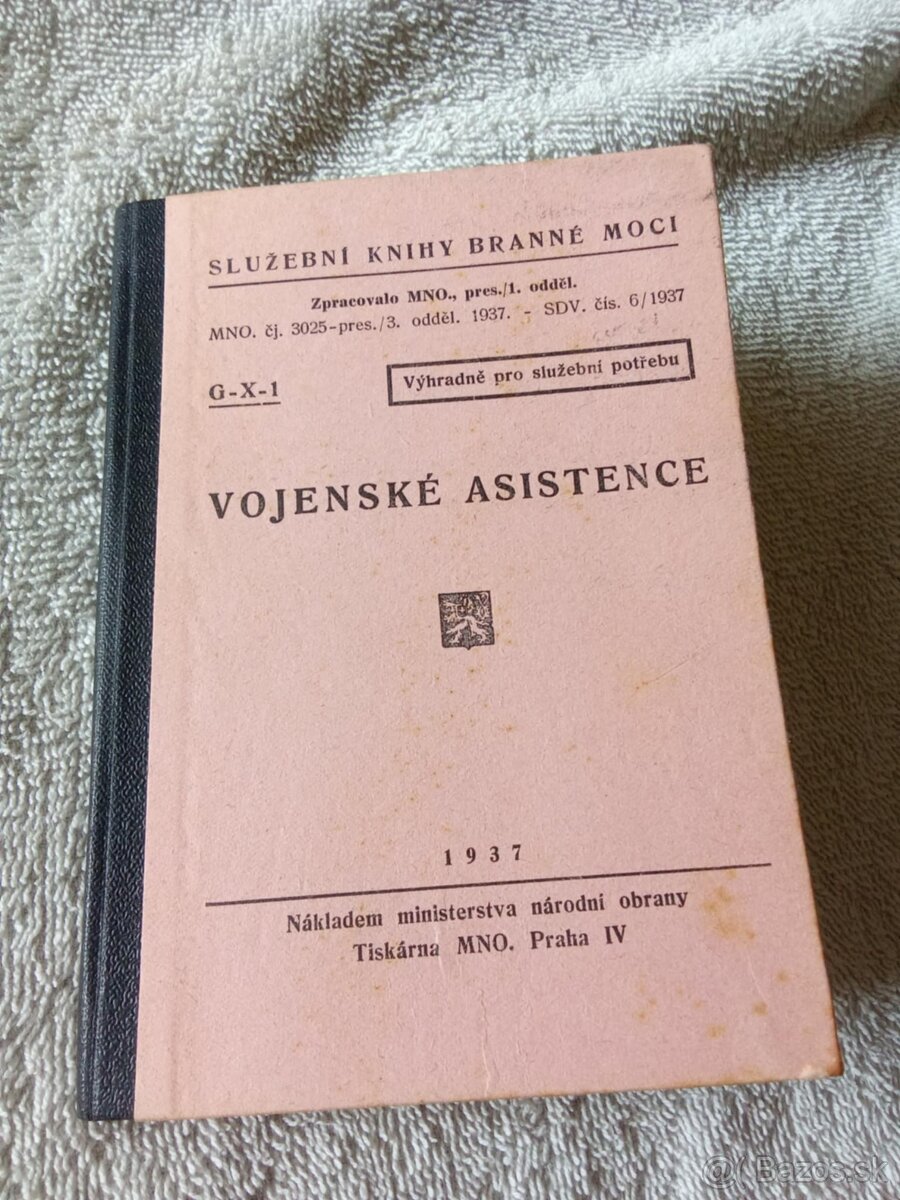 SLUŽEBNÍ KNIHY BRANNÉ MOCI
Zpracovalo MNO., pres./1. odděl.
MNO. čj. 3025-pres./3. odděl. 1937. - SDV. čís. 6/1937
G-X-1
Výhradně pro služební potřebu
VOJENSKÉ ASISTENCE
1937
Nákladem ministerstva národní obrany
Tiskárna MNO. Praha IV
@( Bazos.sk